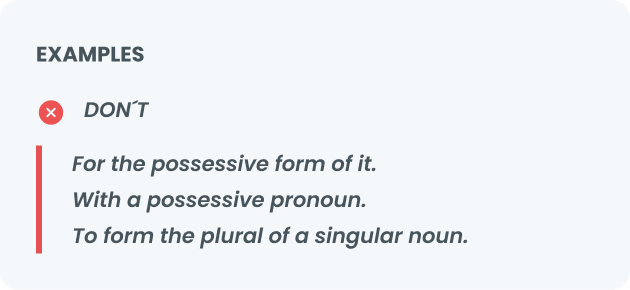 EXAMPLES
DON´T
For the possessive form of it.
With a possessive pronoun.
To form the plural of a singular noun.